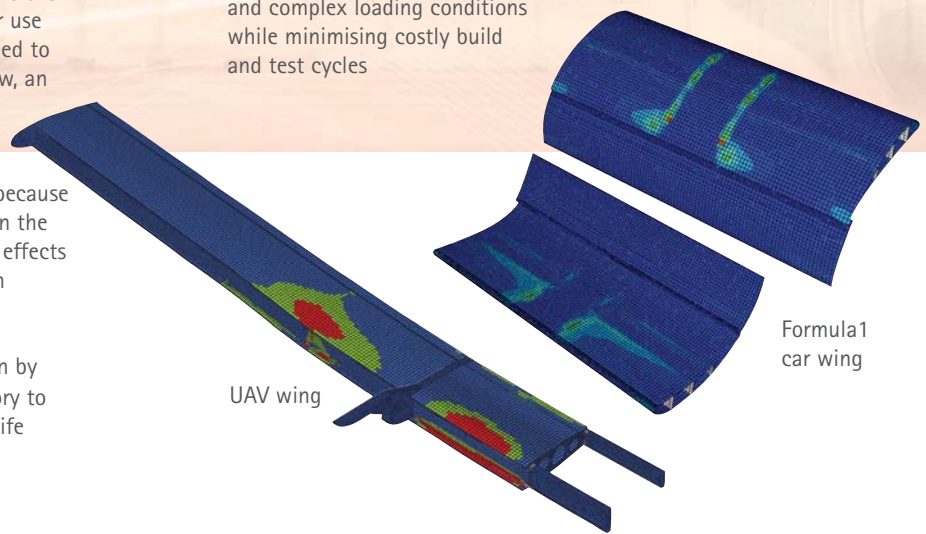 r use
ed to
w, an
and complex loading conditions
while minimising costly build
and test cycles
because
n the
effects
n
n by
ory to
ife
UAV wing
Formula1
car wing